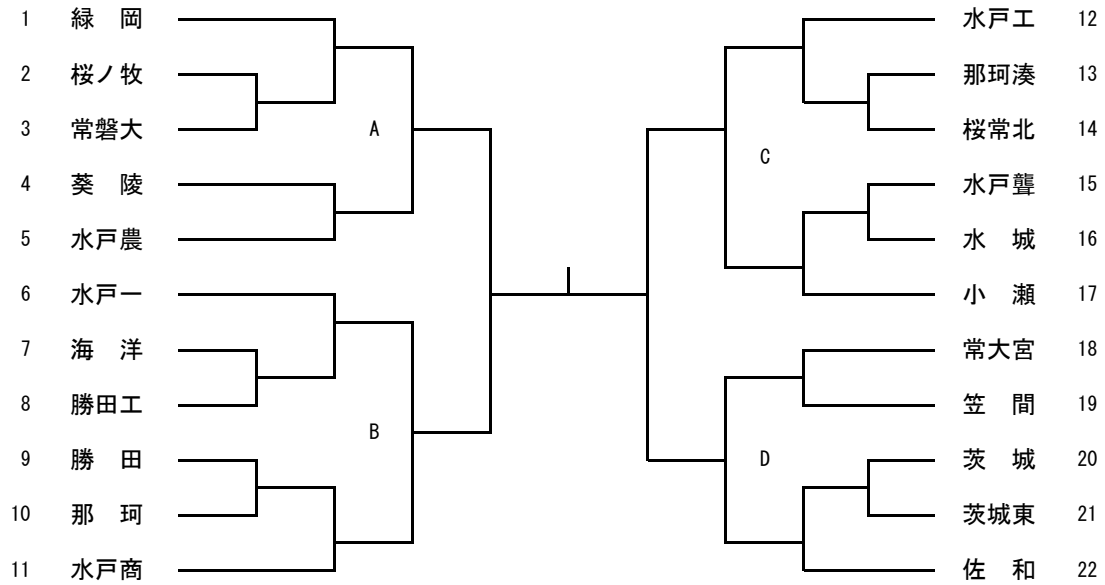 1 緑　岡
2 桜ノ牧
3 常磐大
A
4 葵　陵
5 水戸農
6 水戸一
7 海　洋
8 勝田工
B
9 勝　田
10 那　珂
11 水戸商
水戸工 12
那珂湊 13
桜常北 14
C
水戸聾 15
水　城 16
小　瀬 17
常大宮 18
笠　間 19
D
茨　城 20
茨城東 21
佐　和 22